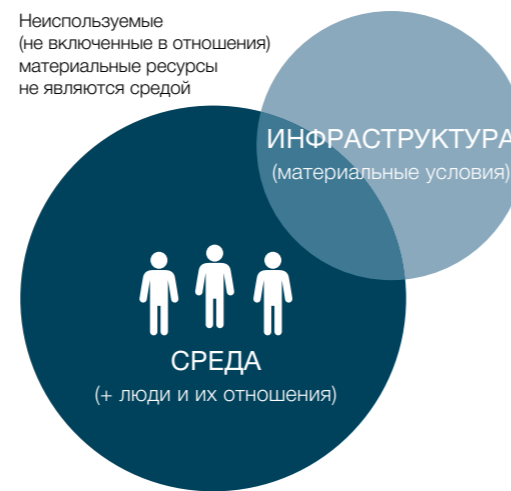 Неиспользуемые
(не включенные в отношения)
материальные ресурсы
не являются средой
ИНФРАСТРУКТУРА
(материальные условия)
СРЕДА
(+ люди и их отношения)